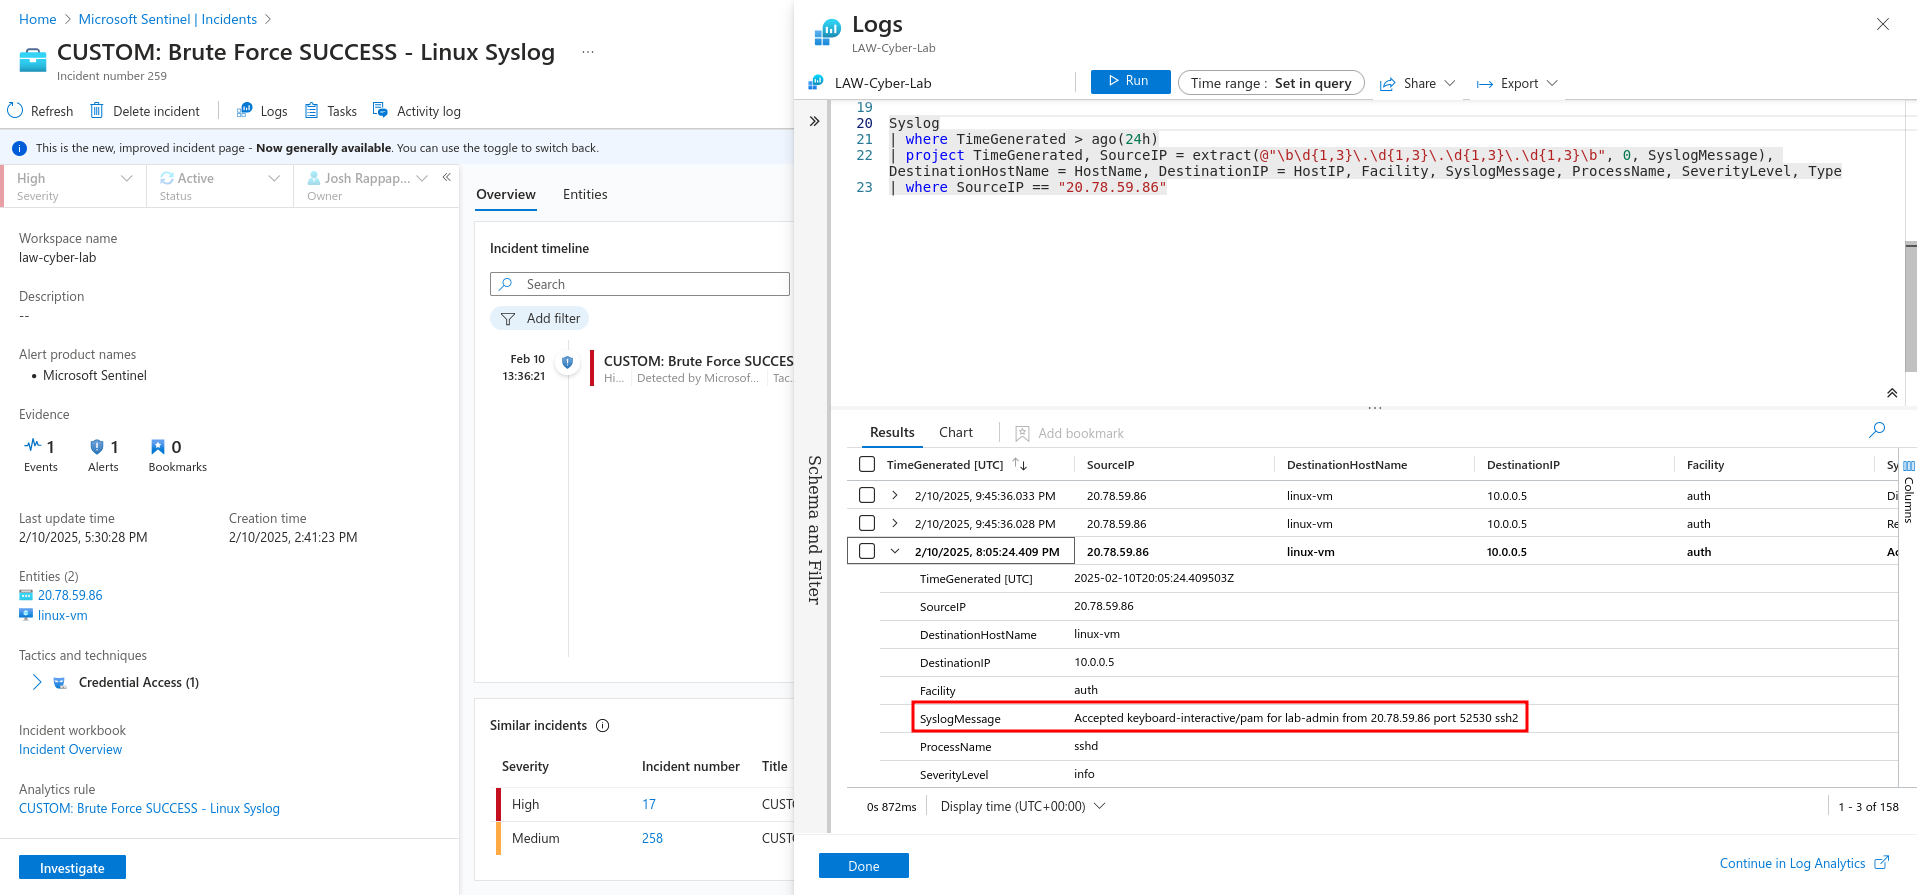 Home > Microsoft Sentinel | Incidents >
CUSTOM: Brute Force SUCCESS - Linux Syslog ...
Incident number 259
Refresh Delete incident Logs Tasks Activity log
This is the new, improved incident page - Now generally available. You can use the toggle to switch back.
High
Severity
Active
Status
Josh Rappap...
Owner
Workspace name
law-cyber-lab
Description
--
Alert product names
• Microsoft Sentinel
Evidence
1 1 0
Events Alerts Bookmarks
Last update time Creation time
2/10/2025, 5:30:28 PM 2/10/2025, 2:41:23 PM
Entities (2)
20.78.59.86
linux-vm
Tactics and techniques
Credential Access (1)
Incident workbook
Incident Overview
Analytics rule
CUSTOM: Brute Force SUCCESS - Linux Syslog
Investigate
Overview Entities
Incident timeline
Search
Add filter
Feb 10
13:36:21
CUSTOM: Brute Force SUCCES
Hi... Detected by Microsof... Tac...
Similar incidents
Severity Incident number Title
High 17 CUST
Medium 258 CUST
Logs
LAW-Cyber-Lab
LAW-Cyber-Lab
Run
Time range : Set in query
Share Export
Schema and Filter
19
20 Syslog
21 | where TimeGenerated > ago(24h)
22 | project TimeGenerated, SourceIP = extract(@"\b\d{1,3}\.\d{1,3}\.\d{1,3}\.\d{1,3}\b", 0, SyslogMessage),
DestinationHostName = HostName, DestinationIP = HostIP, Facility, SyslogMessage, ProcessName, SeverityLevel, Type
23 | where SourceIP == "20.78.59.86"
...
Results Chart Add bookmark
TimeGenerated [UTC] SourceIP DestinationHostName DestinationIP Facility Sy
2/10/2025, 9:45:36.033 PM 20.78.59.86 linux-vm 10.0.0.5 auth Di
2/10/2025, 9:45:36.028 PM 20.78.59.86 linux-vm 10.0.0.5 auth Re
2/10/2025, 8:05:24.409 PM 20.78.59.86 linux-vm 10.0.0.5 auth Ac
TimeGenerated [UTC] 2025-02-10T20:05:24.409503Z
SourceIP 20.78.59.86
DestinationHostName linux-vm
DestinationIP 10.0.0.5
Facility auth
SyslogMessage Accepted keyboard-interactive/pam for lab-admin from 20.78.59.86 port 52530 ssh2
ProcessName sshd
SeverityLevel info
Columns
0s 872ms Display time (UTC+00:00) 1 - 3 of 158
Done
Continue in Log Analytics